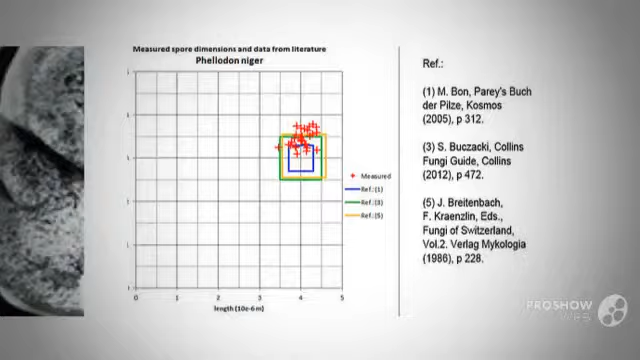 Measured spore dimensions and data from literature
Phellodon niger
0 1 2 3 4 5
length (10e-6 m)
Measured
Ref.: (1)
Ref.: (3)
Ref.: (5)
Ref.:
(1) M. Bon, Parey's Buch
der Pilze, Kosmos
(2005), p 312.
(3) S. Buczacki, Collins
Fungi Guide, Collins
(2012), p 472.
(5) J. Breitenbach,
F. Kraenzlin, Eds.,
Fungi of Switzerland,
Vol.2. Verlag Mykologia
(1986), p 228.
PROSHOW